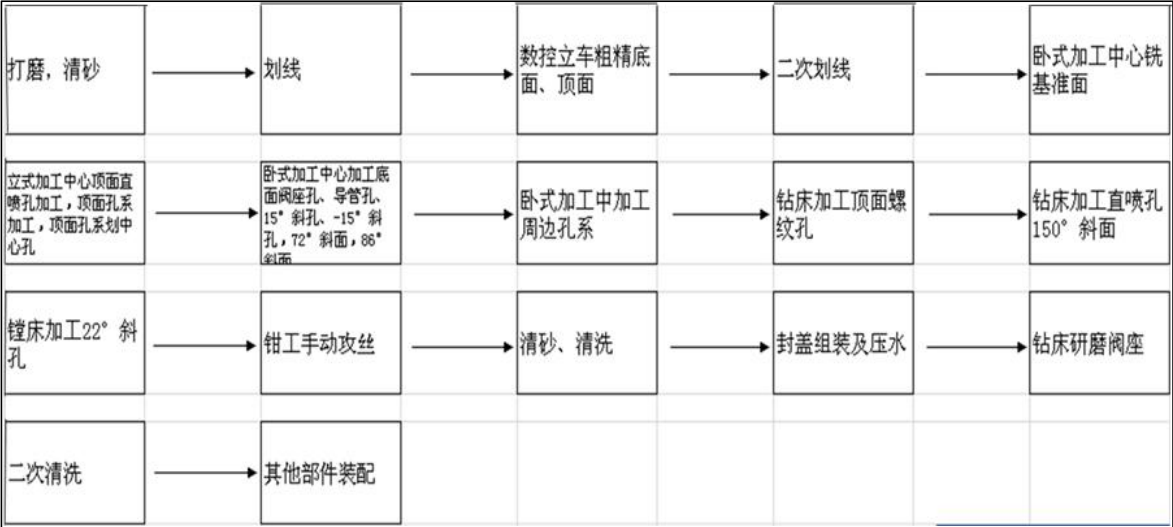 打磨，清砂
划线
数控立车粗精底
面、顶面
二次划线
卧式加工中心铣
基准面
立式加工中心顶面直
喷孔加工，顶面孔系
加工，顶面孔系划中
心孔
卧式加工中心加工底
面阀座孔、导管孔、
15°斜孔、-15°斜
孔，72°斜面，86°
斜面
卧式加工中加工
周边孔系
钻床加工顶面螺
纹孔
钻床加工直喷孔
150°斜面
镗床加工22°斜
孔
钳工手动攻丝
清砂、清洗
封盖组装及压水
钻床研磨阀座
二次清洗
其他部件装配